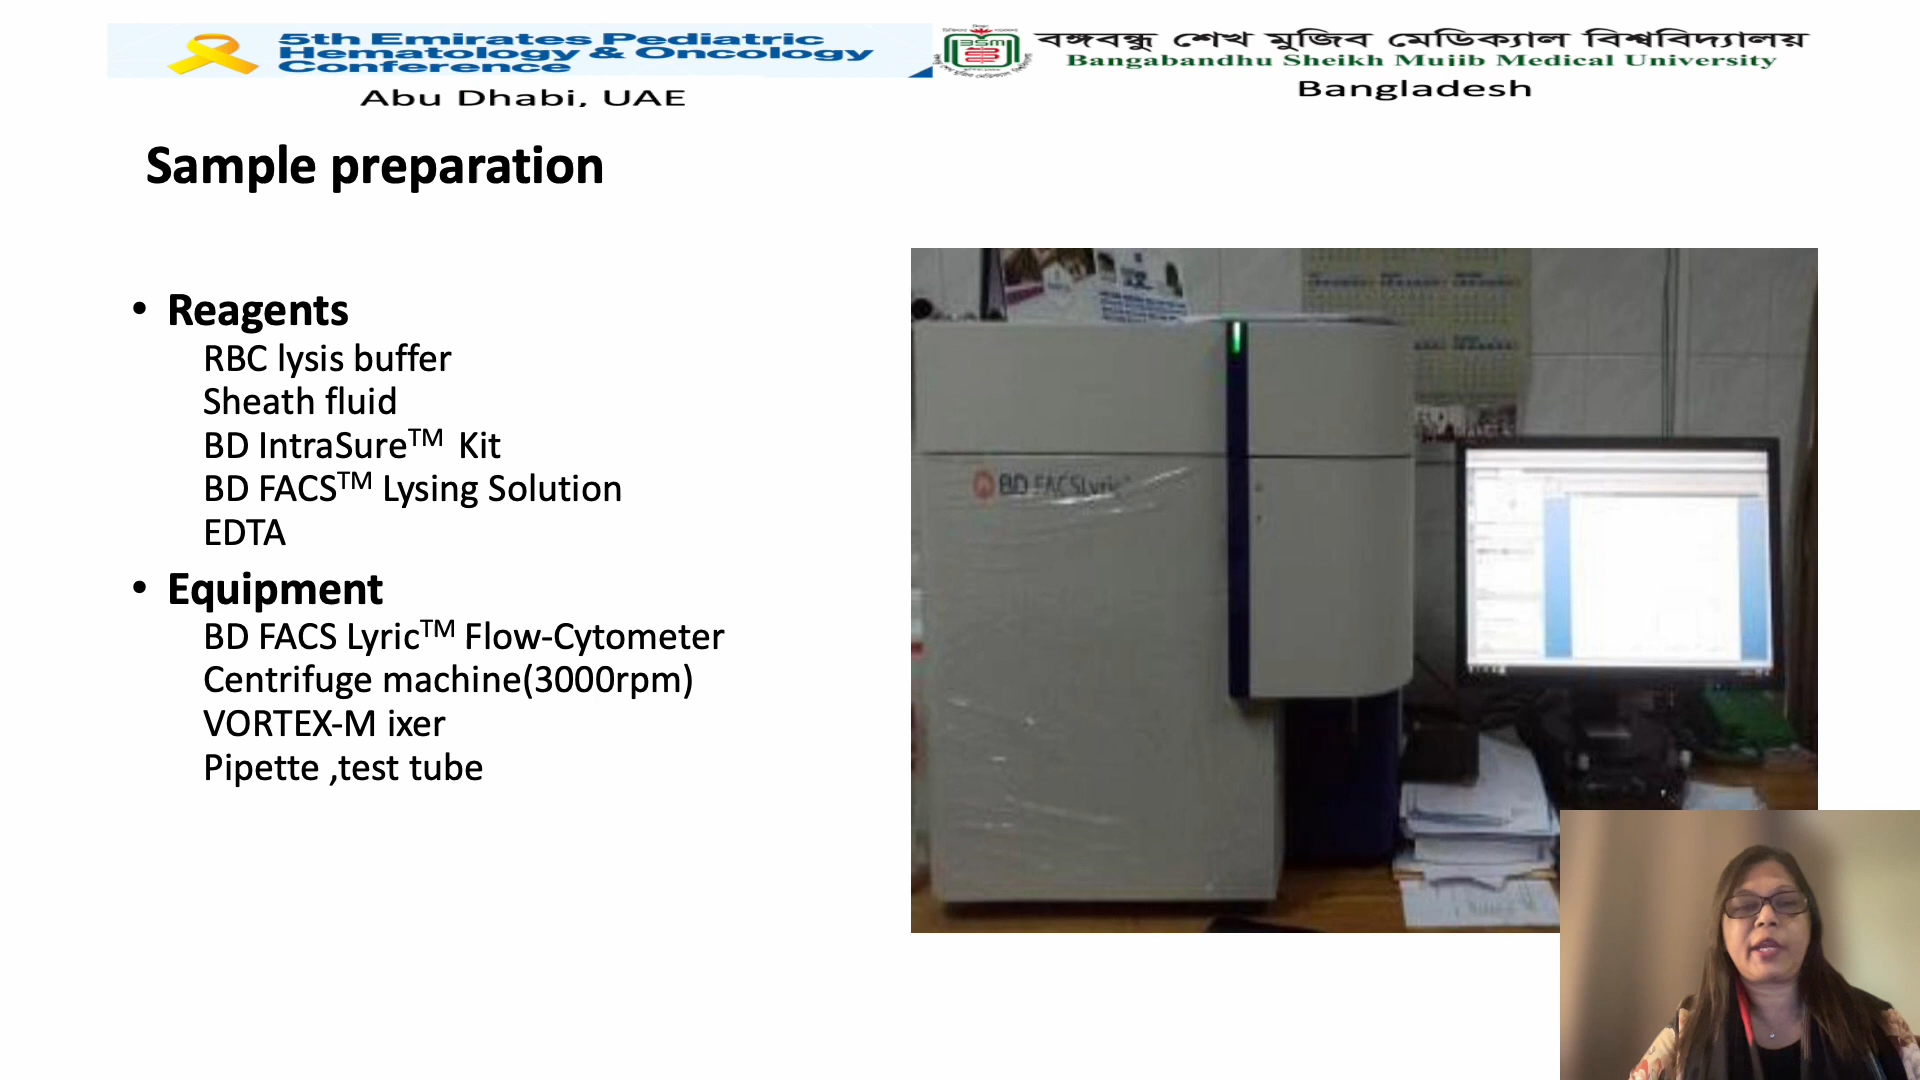 5th Emirates Pediatric
Hematology & Oncology
Conference
Abu Dhabi, UAE
বঙ্গবন্ধু শেখ মুজিব মেডিক্যাল বিশ্ববিদ্যালয়
Bangabandhu Sheikh Mujib Medical University
Bangladesh
Sample preparation
• Reagents
RBC lysis buffer
Sheath fluid
BD IntraSure™ Kit
BD FACS™ Lysing Solution
EDTA
• Equipment
BD FACS Lyric™ Flow-Cytometer
Centrifuge machine(3000rpm)
VORTEX-M ixer
Pipette ,test tube
BD FACSLyric